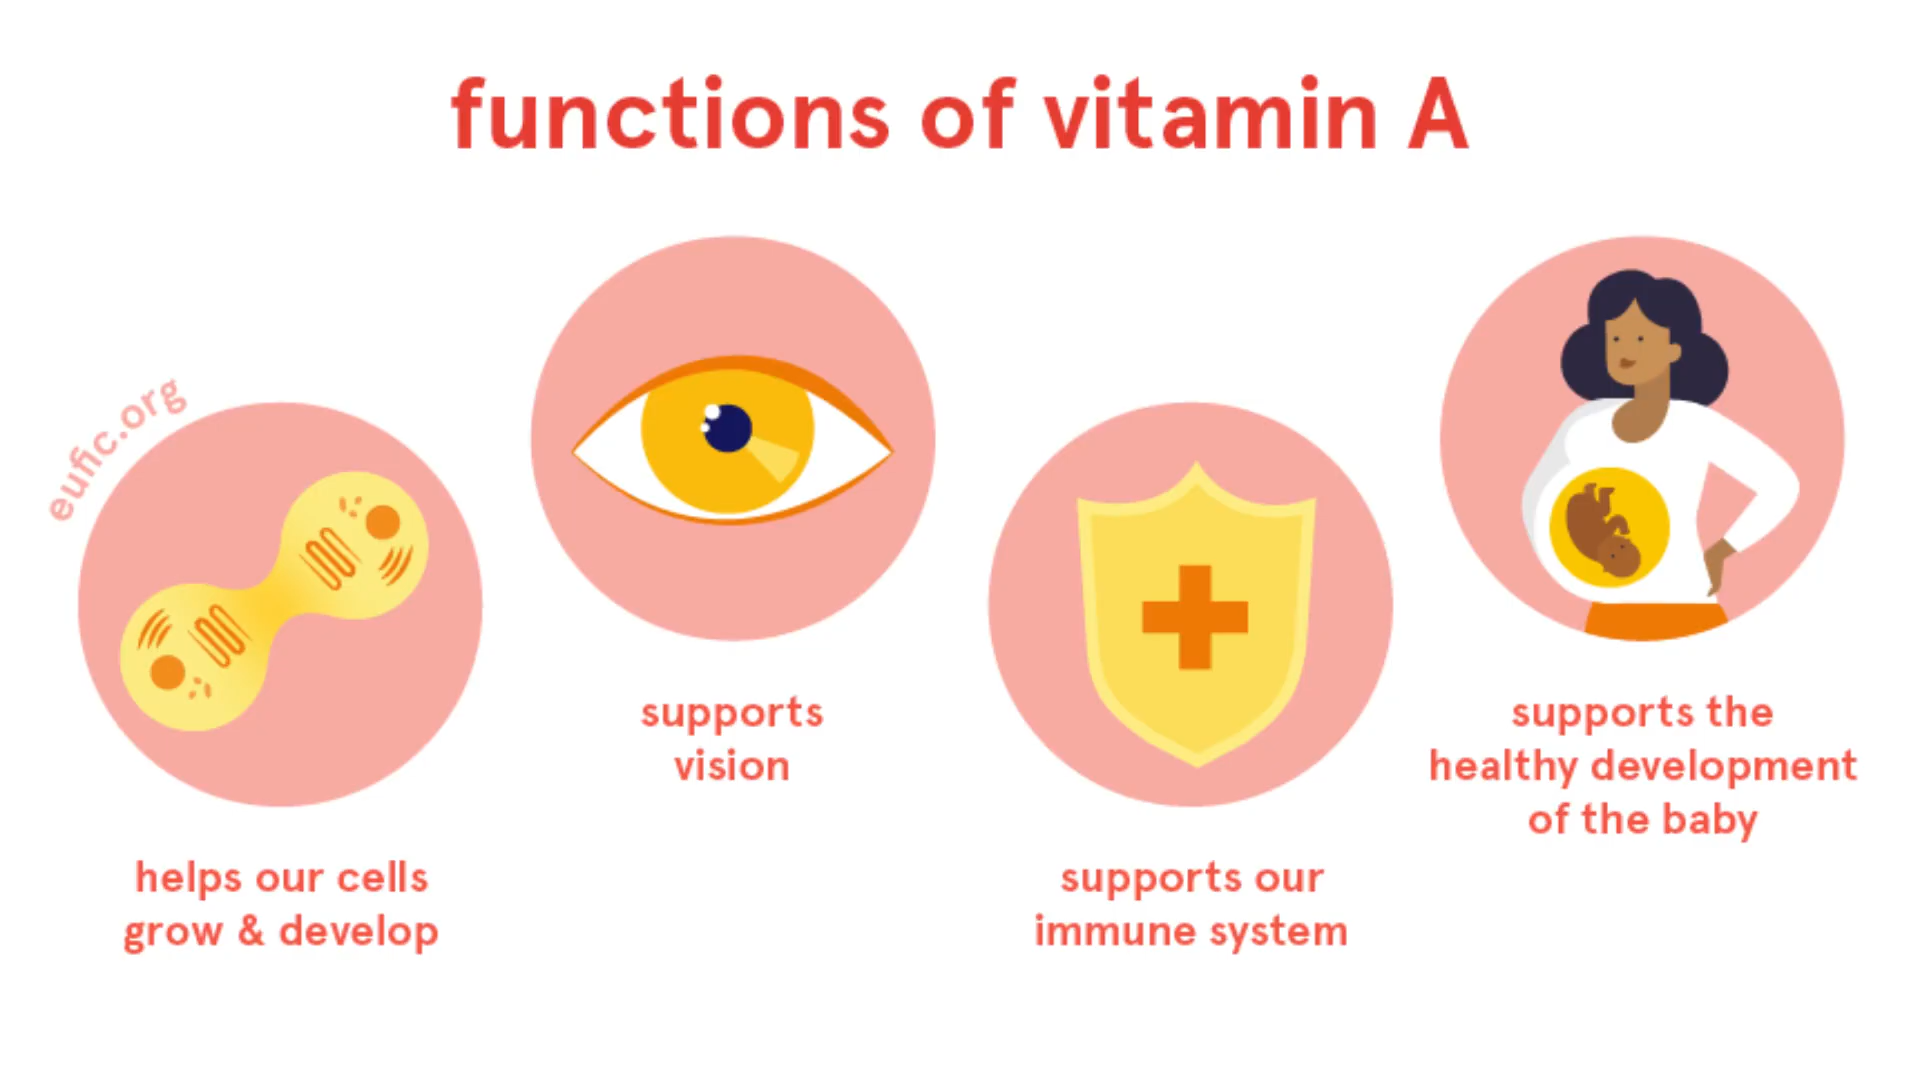 functions of vitamin A
eufic.org
helps our cells
grow & develop
supports
vision
supports our
immune system
supports the
healthy development
of the baby